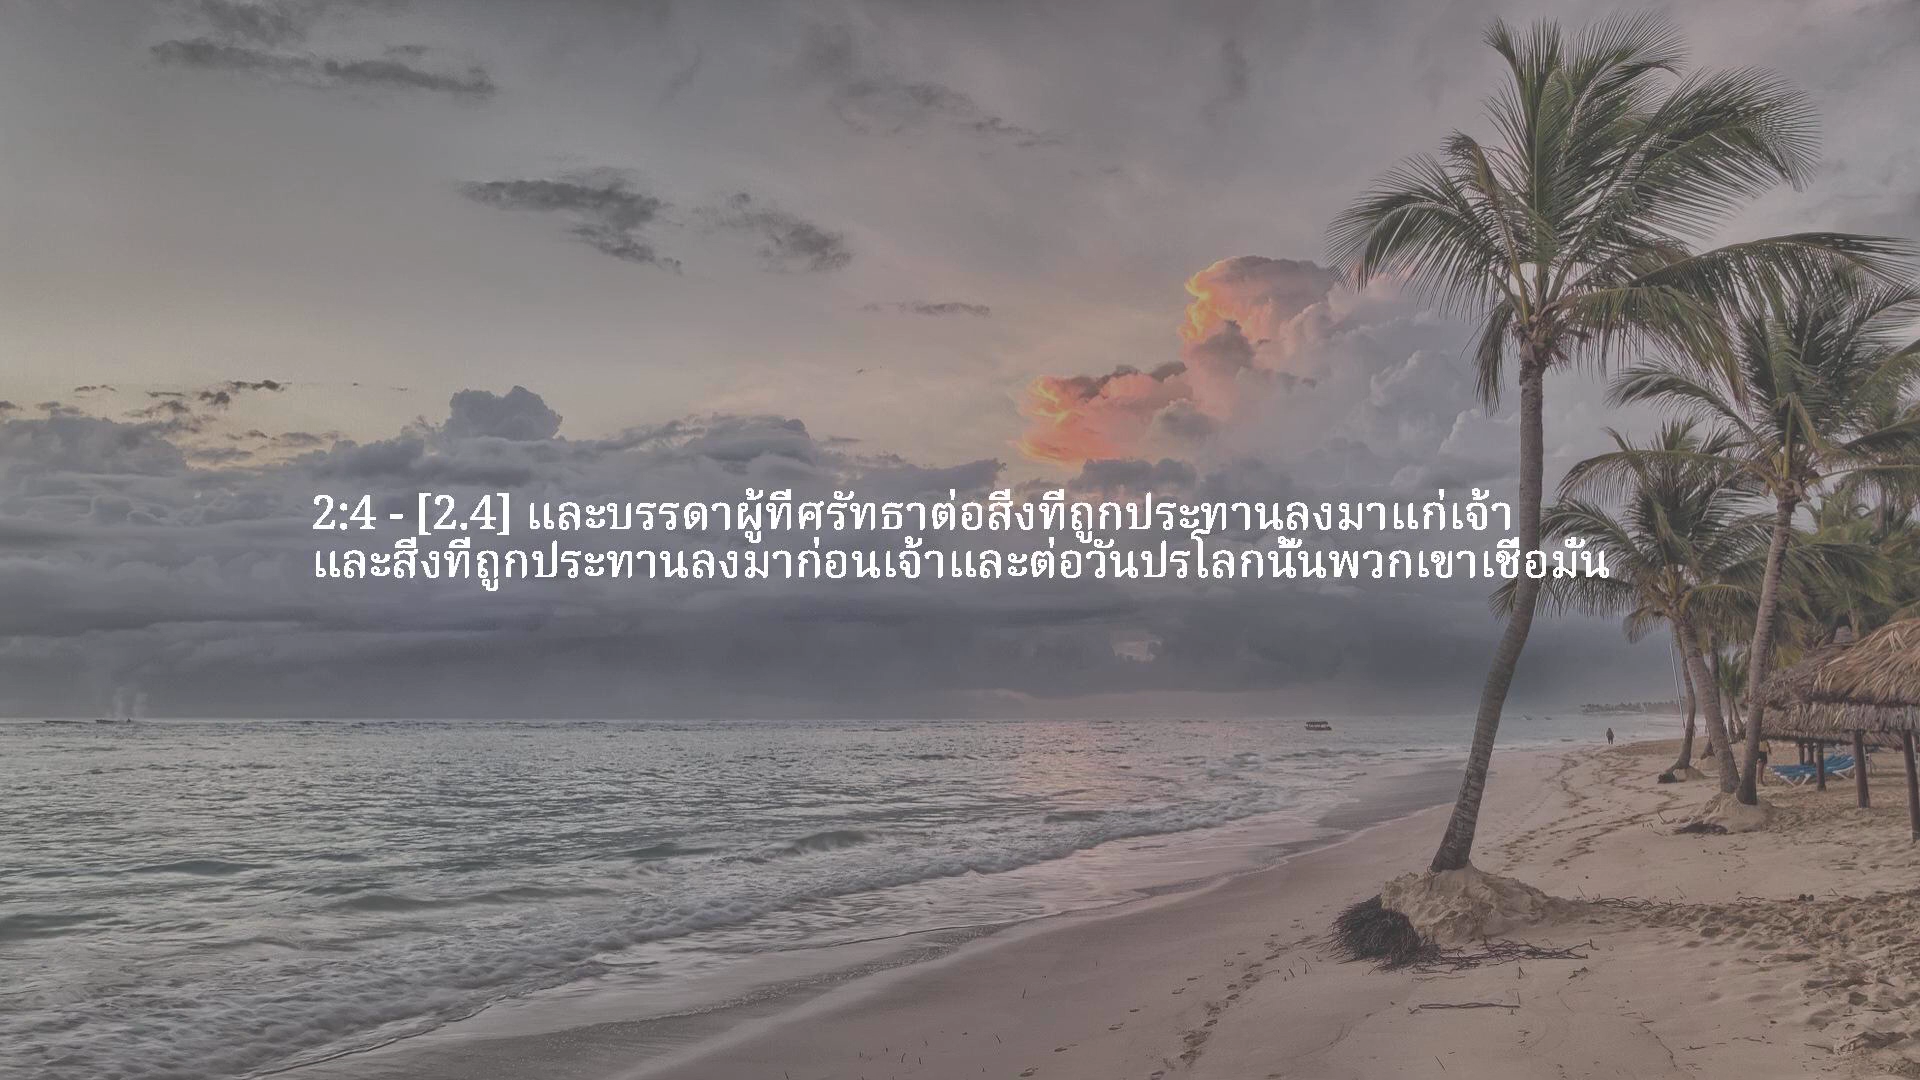 2:4 - [2.4] และบรรดาผู้ที่ศรัทธาต่อสิ่งที่ถูกประทานลงมาแก่เจ้า
และสิ่งที่ถูกประทานลงมาก่อนเจ้าและต่อวันปรโลกนั้นพวกเขาเชื่อมั่น